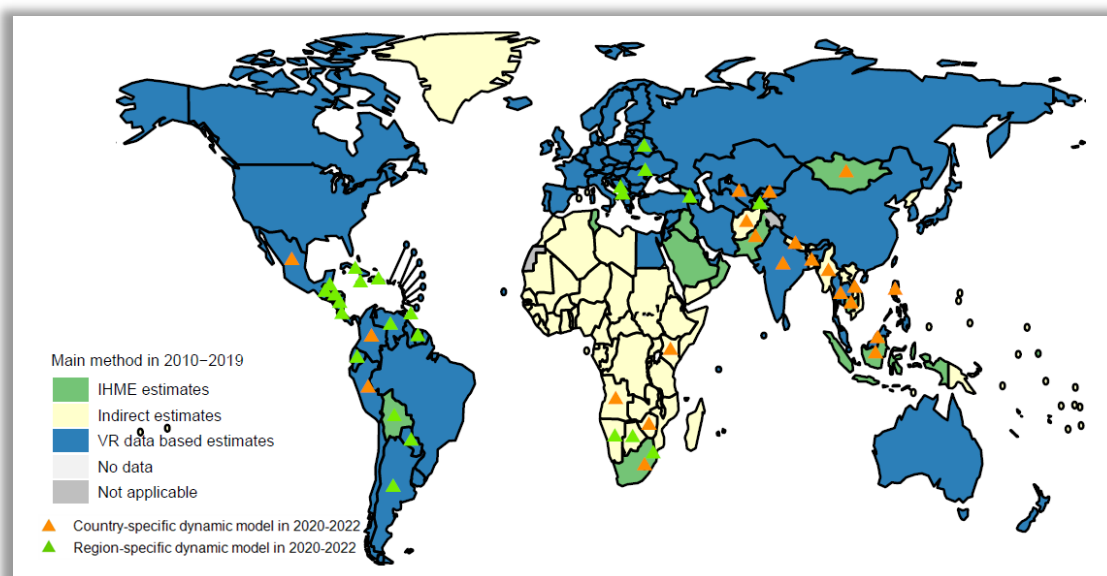 Main method in 2010−2019
IHME estimates
Indirect estimates
VR data based estimates
No data
Not applicable
Country-specific dynamic model in 2020-2022
Region-specific dynamic model in 2020-2022